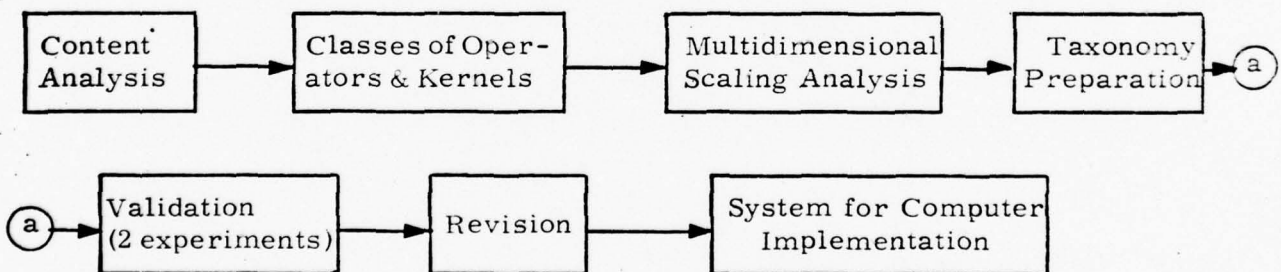 Content
Analysis
Classes of Oper-
ators & Kernels
Multidimensional
Scaling Analysis
Taxonomy
Preparation
a
a
Validation
(2 experiments)
Revision
System for Computer
Implementation